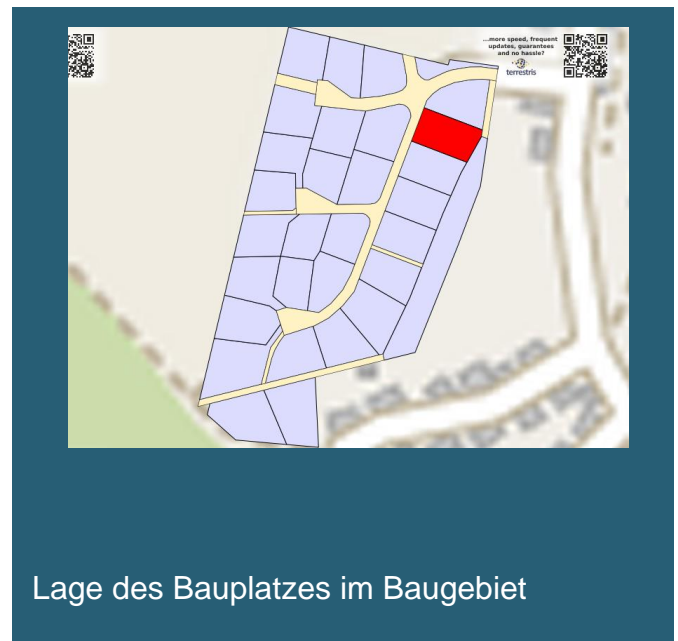 ...more speed, frequent
updates, guarantees
and no hassle?
terrestris
Lage des Bauplatzes im Baugebiet